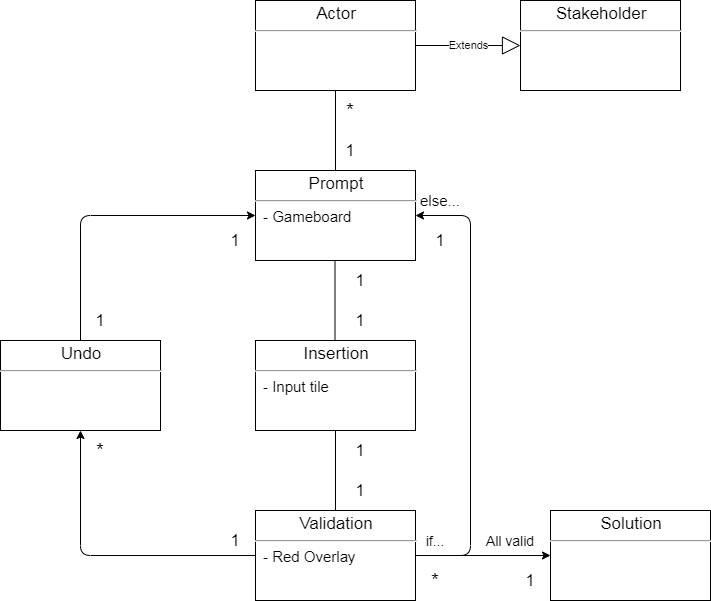 Actor
Stakeholder
Extends
*
1
Prompt
- Gameboard
else...
1
1
1
1
1
Undo
Insertion
- Input tile
*
1
1
1
Validation
- Red Overlay
if...
All valid
Solution
*
1